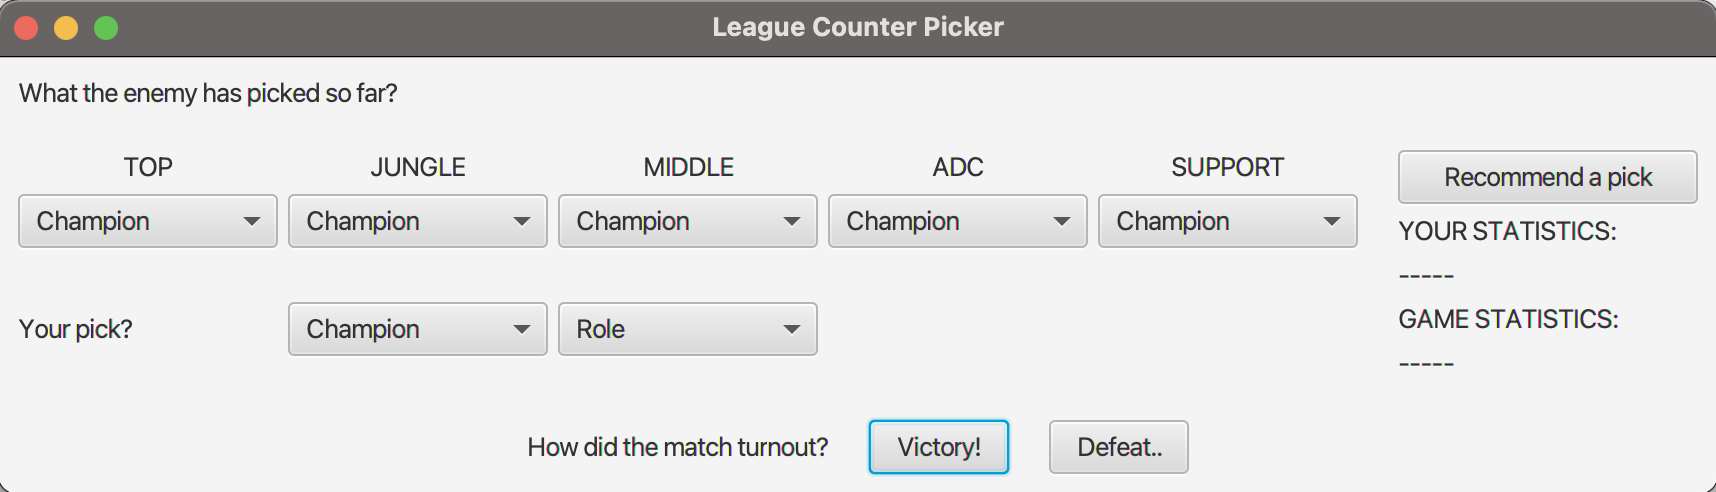 League Counter Picker
What the enemy has picked so far?
TOP JUNGLE MIDDLE ADC SUPPORT
Champion Champion Champion Champion Champion
Recommend a pick
YOUR STATISTICS:
-----
GAME STATISTICS:
-----
Your pick? Champion Role
How did the match turnout? Victory! Defeat..